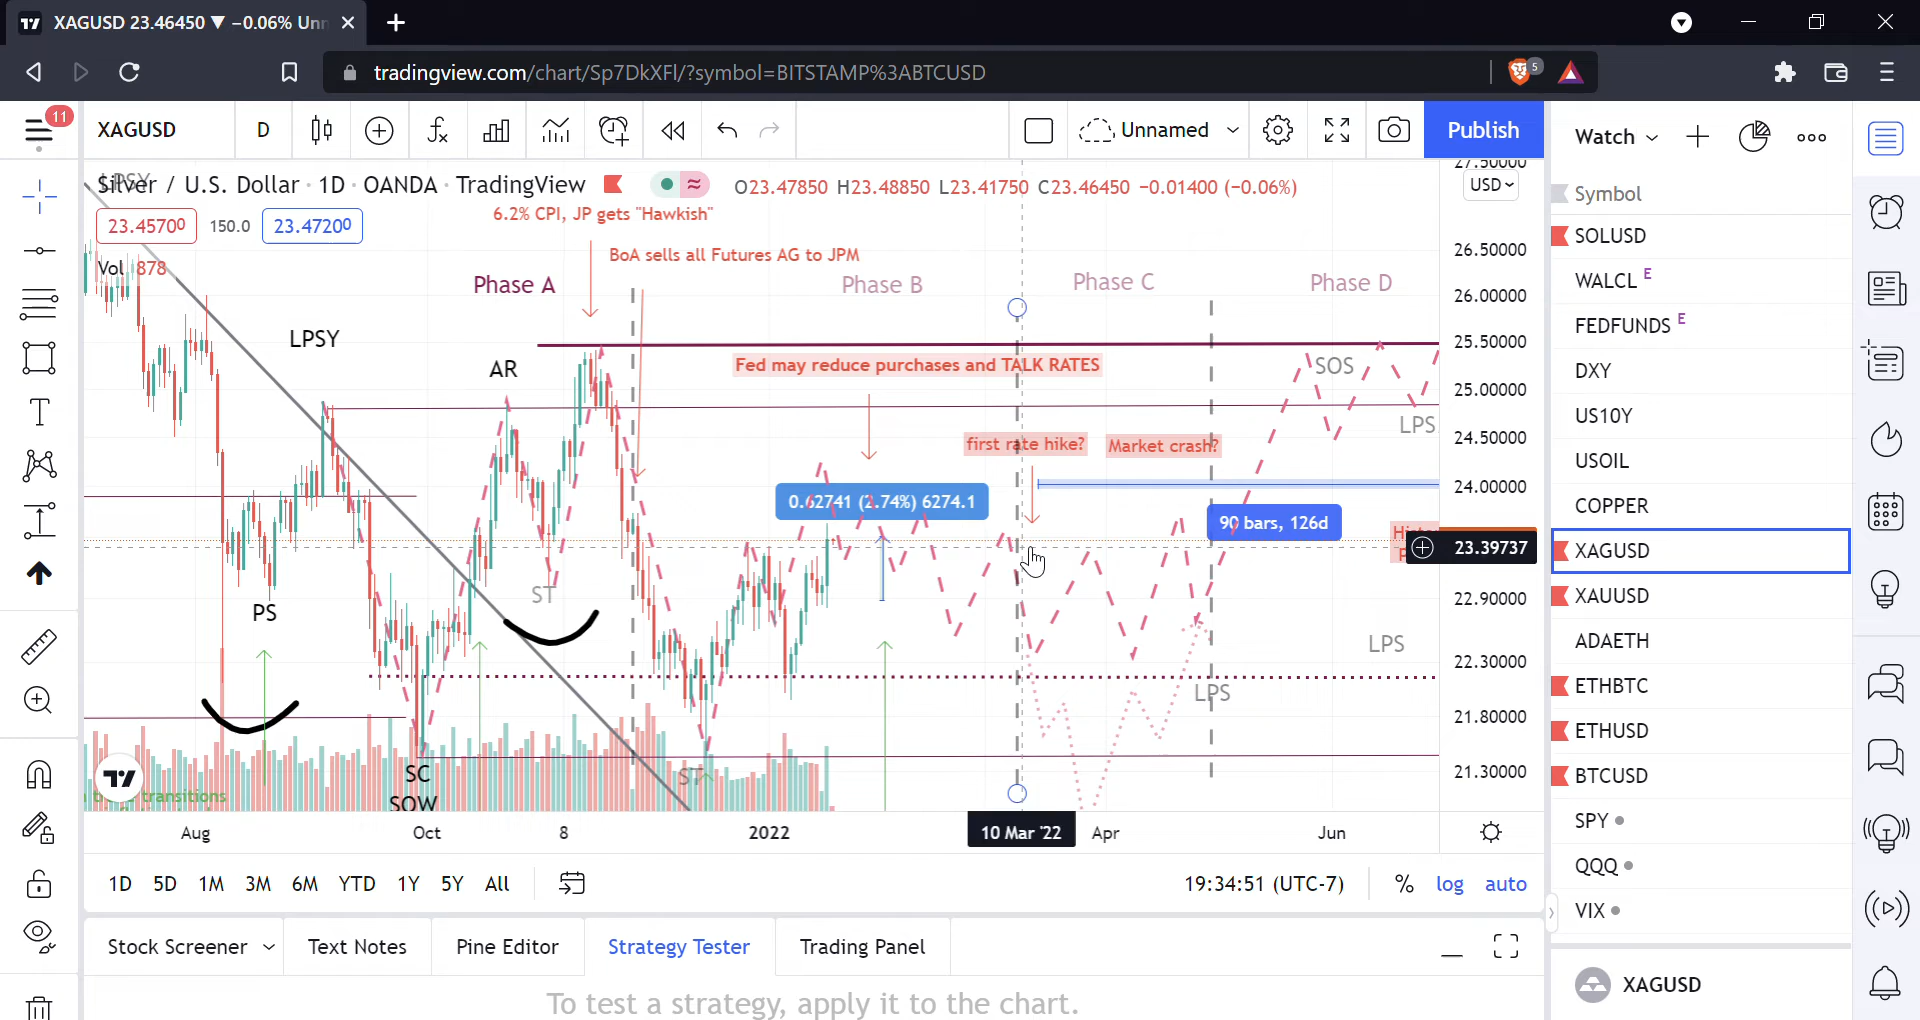 XAGUSD 23.46450 ▼ −0.06% Unn
tradingview.com/chart/Sp7DkXFl/?symbol=BITSTAMP%3ABTCUSD
5
11
XAGUSD
D
Unnamed
Publish
Watch
LPSY
Silver / U.S. Dollar · 1D · OANDA · TradingView
O23.47850 H23.48850 L23.41750 C23.46450 −0.01400 (−0.06%)
USD
Symbol
23.45700
150.0
23.47200
Vol 878
6.2% CPI, JP gets "Hawkish"
BoA sells all Futures AG to JPM
Phase A
Phase B
Phase C
Phase D
LPSY
AR
Fed may reduce purchases and TALK RATES
SOS
LPS
first rate hike?
Market crash?
0.62741 (2.74%) 6274.1
90 bars, 126d
ST
PS
LPS
LPS
SC
ST
SOW
transitions
27.50000
26.50000
26.00000
25.50000
25.00000
24.50000
24.00000
23.39737
22.90000
22.30000
21.80000
21.30000
Aug
Oct
8
2022
10 Mar '22
Apr
Jun
1D 5D 1M 3M 6M YTD 1Y 5Y All
19:34:51 (UTC-7)
% log auto
Stock Screener
Text Notes
Pine Editor
Strategy Tester
Trading Panel
To test a strategy, apply it to the chart.
SOLUSD
WALCL E
FEDFUNDS E
DXY
US10Y
USOIL
COPPER
XAGUSD
XAUUSD
ADAETH
ETHBTC
ETHUSD
BTCUSD
SPY
QQQ
VIX
XAGUSD